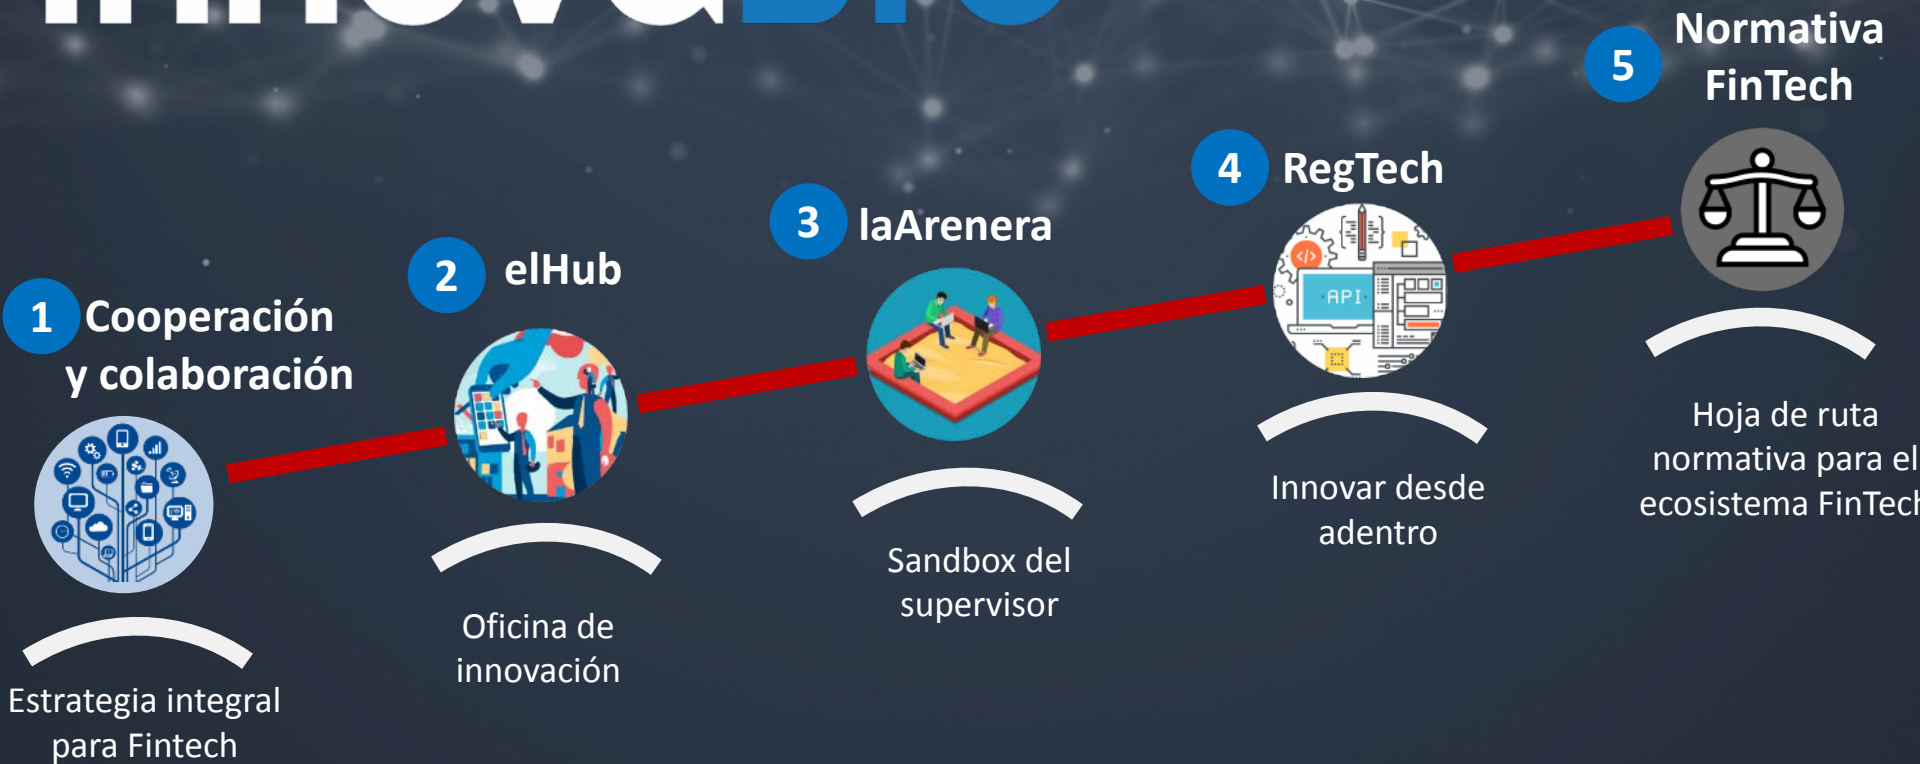 1
Cooperación
y colaboración
Estrategia integral
para Fintech
2
elHub
Oficina de
innovación
3
laArenera
Sandbox del
supervisor
4
RegTech
</>
API
Innovar desde
adentro
5
Normativa
FinTech
Hoja de ruta
normativa para el
ecosistema FinTech